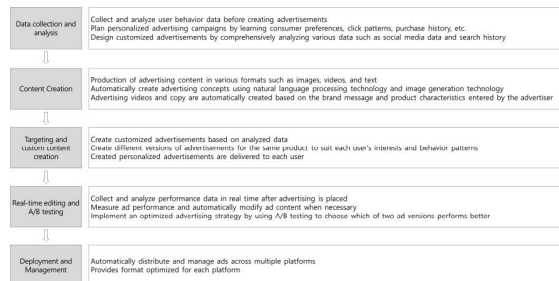 Data collection and
analysis
Collect and analyze user behavior data before creating advertisements
Plan personalized advertising campaigns by learning consumer preferences, click patterns, purchase history, etc.
Design customized advertisements by comprehensively analyzing various data such as social media data and search history
Content Creation
Production of advertising content in various formats such as images, videos, and text
Automatically create advertising concepts using natural language processing technology and image generation technology
Advertising videos and copy are automatically created based on the brand message and product characteristics entered by the advertiser
Targeting and
custom content
creation
Create customized advertisements based on analyzed data
Create different versions of advertisements for the same product to suit each user's interests and behavior patterns
Created personalized advertisements are delivered to each user
Real-time editing and
A/B testing
Collect and analyze performance data in real time after advertising is placed
Measure ad performance and automatically modify ad content when necessary
Implement an optimized advertising strategy by using A/B testing to choose which of two ad versions performs better
Deployment and
Management
Automatically distribute and manage ads across multiple platforms
Provides format optimized for each platform